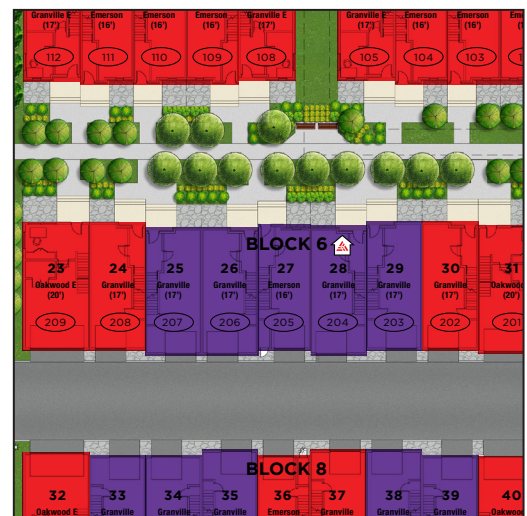 Granville E Emerson Emerson Emerson Granville E
(17') (16') (16') (16') (17')
112 111 110 109 108
Emerson Emerson
(17') (16') (16')
105 104 103
BLOCK 6
23 24 25 26 27 28 29 30 31
Oakwood E Granville Granville Granville Emerson Granville Granville Granville
(20') (17') (17') (17') (16') (17') (17') (17') (20')
209 208 207 206 205 204 203 202 201
BLOCK 8
32 33 34 35 36 37 38 39 40
Oakwood E Granville Granville Granville Emerson Granville Granville Granville